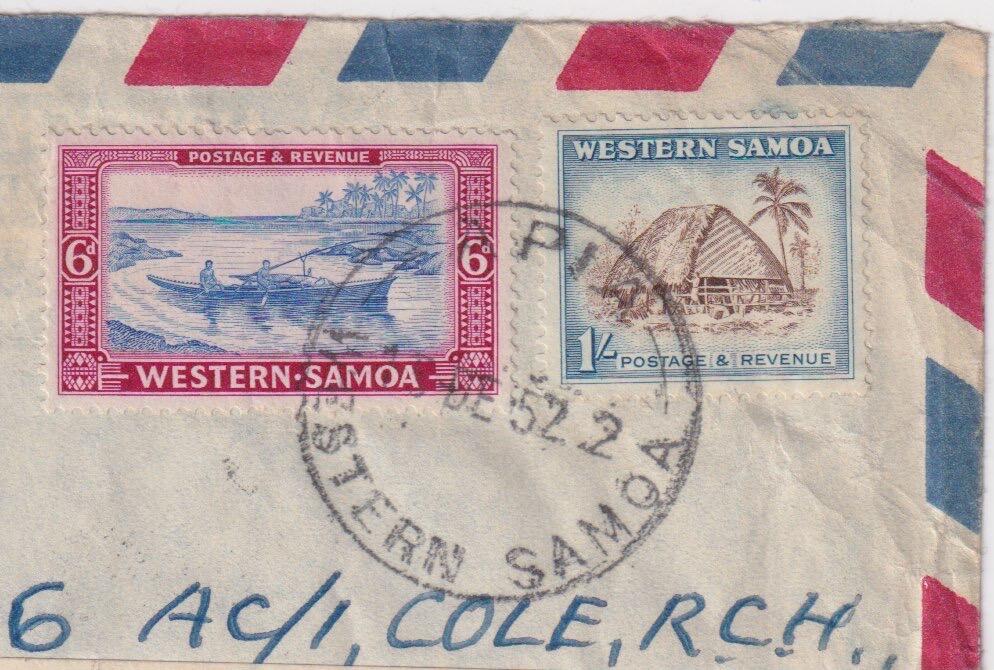 POSTAGE & REVENUE
6d 6d
WESTERN·SAMOA
WESTERN SAMOA
1/-
POSTAGE & REVENUE
APIA
DE 52 2
WESTERN SAMOA
6 AC/1, COLE, R.C.H.,